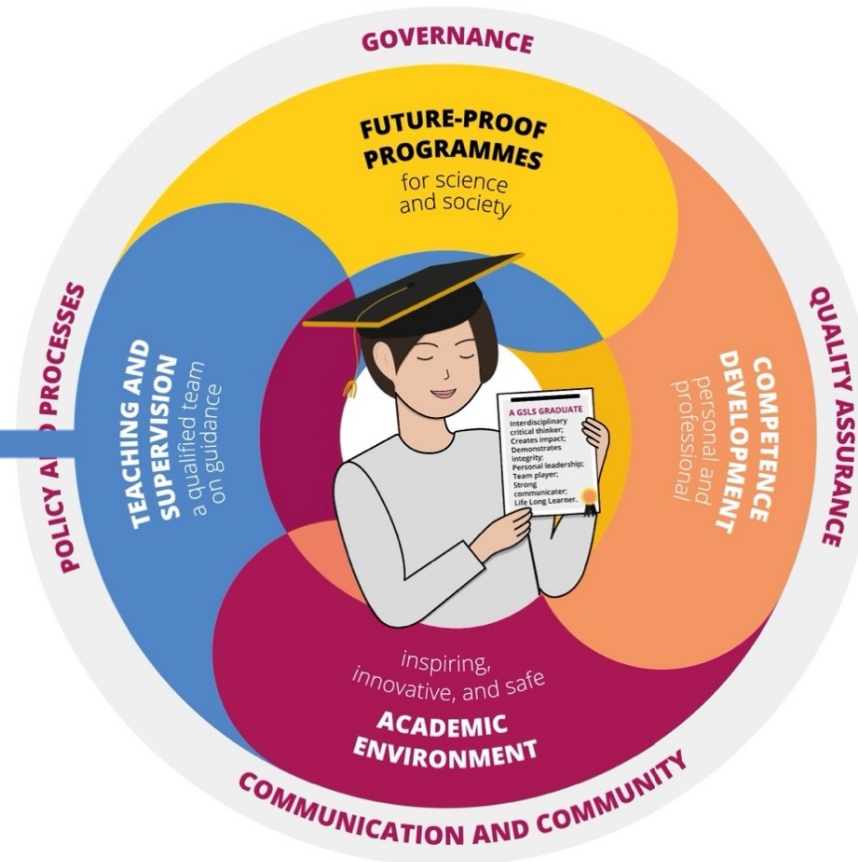 GOVERNANCE
FUTURE-PROOF
PROGRAMMES
for science
and society
POLICY AND PROCESSES
TEACHING AND
SUPERVISION
a qualified team
on guidance
A GSLS GRADUATE
Interdisciplinary
critical thinker;
Creates impact;
Demonstrates
integrity;
Personal leadership;
Team player;
Strong
communicater;
Life Long Learner.
COMPETENCE
DEVELOPMENT
personal and
professional
QUALITY ASSURANCE
inspiring,
innovative, and safe
ACADEMIC
ENVIRONMENT
COMMUNICATION AND COMMUNITY